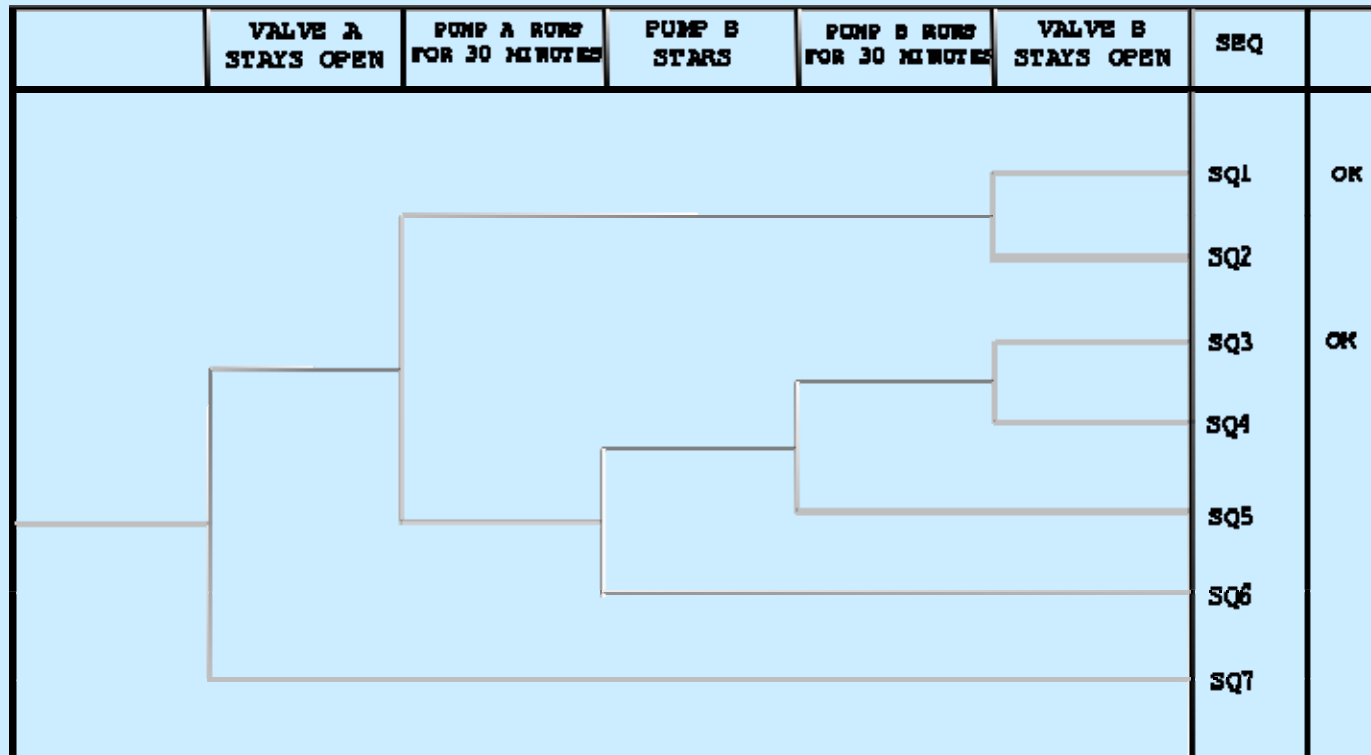 VALVE A
STAYS OPEN
PUMP A RUNS
FOR 30 MINUTES
PUMP B
STARS
PUMP B RUNS
FOR 30 MINUTES
VALVE B
STAYS OPEN
SEQ
SQ1 OK
SQ2
SQ3 OK
SQ4
SQ5
SQ6
SQ7